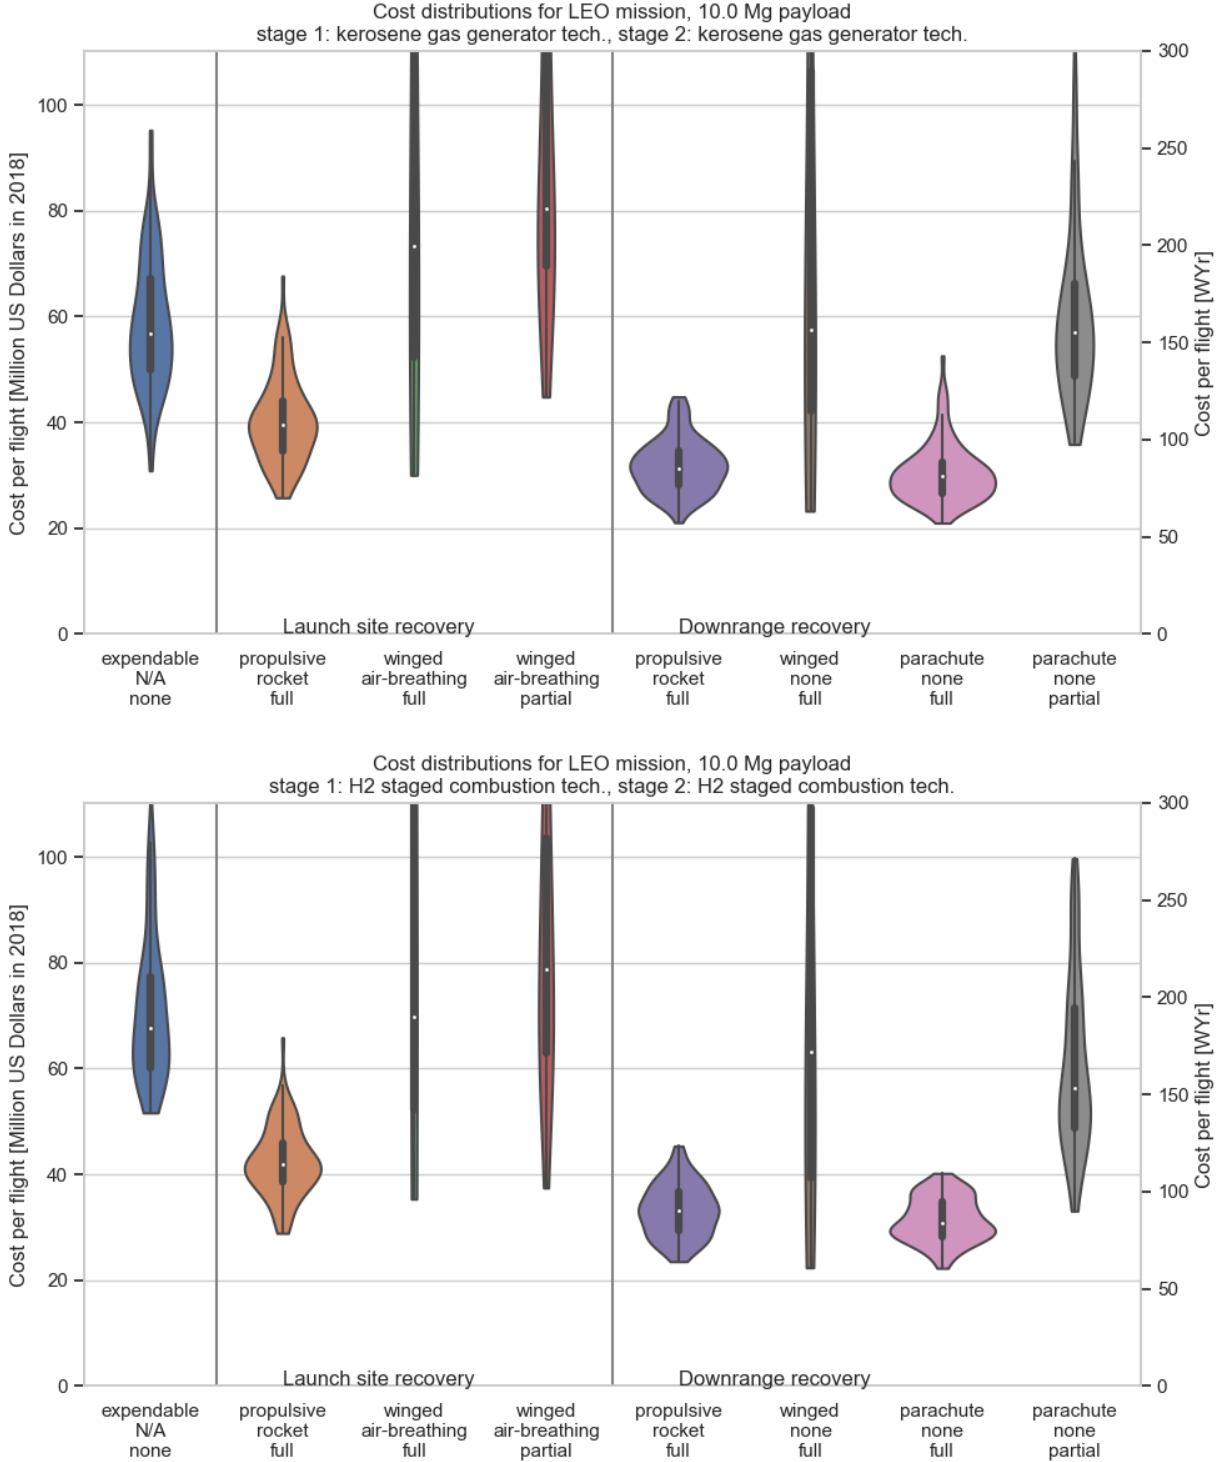 Cost distributions for LEO mission, 10.0 Mg payload
stage 1: kerosene gas generator tech., stage 2: kerosene gas generator tech.
Cost per flight [Million US Dollars in 2018]
100
80
60
40
20
0
300
250
200
150
100
50
0
Cost per flight [WYr]
Launch site recovery
Downrange recovery
expendable
N/A
none
propulsive
rocket
full
winged
air-breathing
full
winged
air-breathing
partial
propulsive
rocket
full
winged
none
full
parachute
none
full
parachute
none
partial
Cost distributions for LEO mission, 10.0 Mg payload
stage 1: H2 staged combustion tech., stage 2: H2 staged combustion tech.
Cost per flight [Million US Dollars in 2018]
100
80
60
40
20
0
300
250
200
150
100
50
0
Cost per flight [WYr]
Launch site recovery
Downrange recovery
expendable
N/A
none
propulsive
rocket
full
winged
air-breathing
full
winged
air-breathing
partial
propulsive
rocket
full
winged
none
full
parachute
none
full
parachute
none
partial